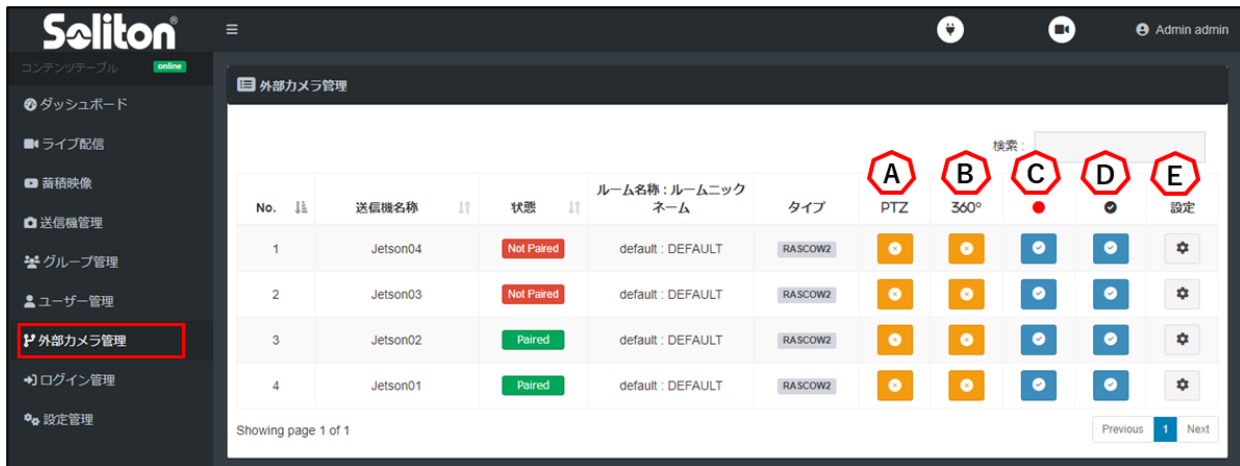 Soliton®
Admin admin
コンテンツテーブル online
ダッシュボード
ライブ配信
蓄積映像
送信機管理
グループ管理
ユーザー管理
外部カメラ管理
ログイン管理
設定管理
外部カメラ管理
検索 :
A B C D E
No. 送信機名称 状態 ルーム名称 : ルームニック
ネーム タイプ PTZ 360° 設定
1 Jetson04 Not Paired default : DEFAULT RASCOW2
2 Jetson03 Not Paired default : DEFAULT RASCOW2
3 Jetson02 Paired default : DEFAULT RASCOW2
4 Jetson01 Paired default : DEFAULT RASCOW2
Showing page 1 of 1
Previous 1 Next